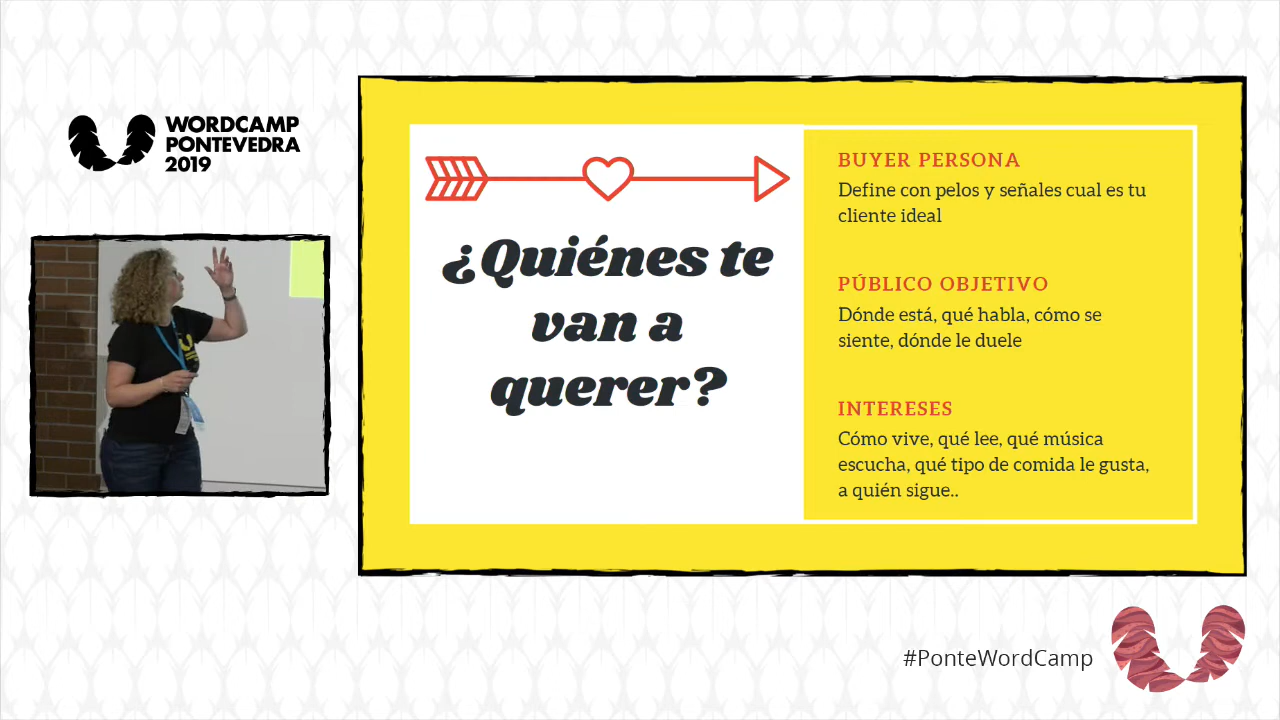 WORDCAMP
PONTEVEDRA
2019
¿Quiénes te
van a
querer?
BUYER PERSONA
Define con pelos y señales cual es tu
cliente ideal
PÚBLICO OBJETIVO
Dónde está, qué habla, cómo se
siente, dónde le duele
INTERESES
Cómo vive, qué lee, qué música
escucha, qué tipo de comida le gusta,
a quién sigue..
#PonteWordCamp